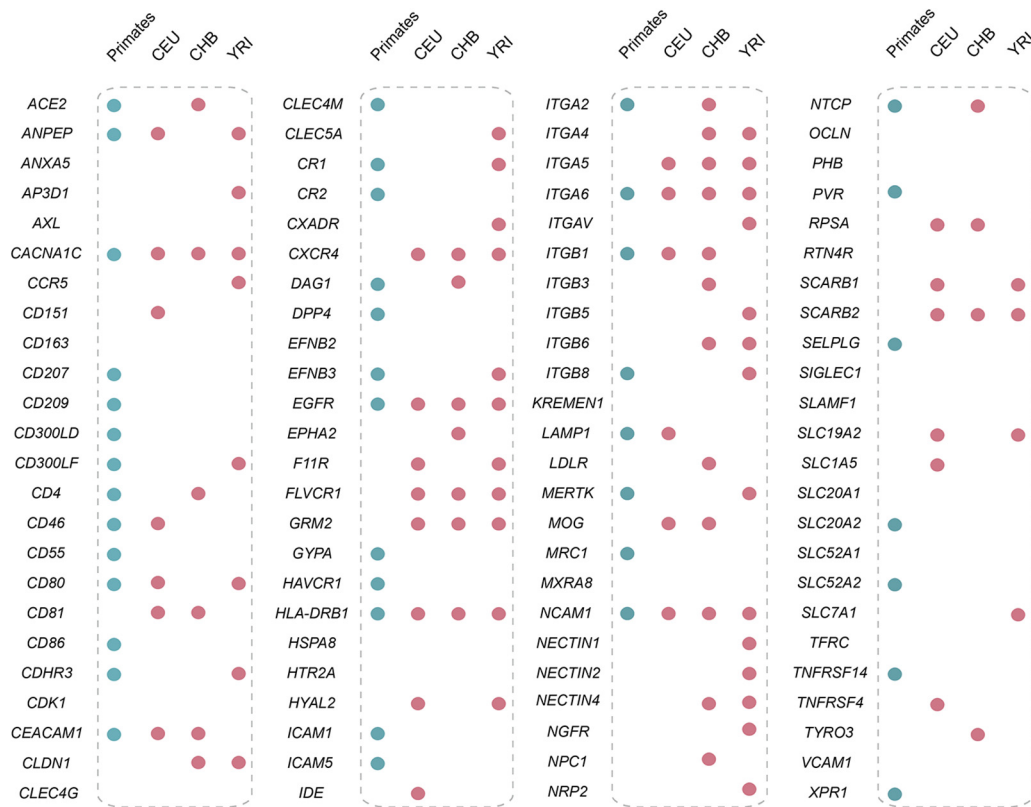 Primates CEU CHB YRI
ACE2
ANPEP
ANXA5
AP3D1
AXL
CACNA1C
CCR5
CD151
CD163
CD207
CD209
CD300LD
CD300LF
CD4
CD46
CD55
CD80
CD81
CD86
CDHR3
CDK1
CEACAM1
CLDN1
CLEC4G
Primates CEU CHB YRI
CLEC4M
CLEC5A
CR1
CR2
CXADR
CXCR4
DAG1
DPP4
EFNB2
EFNB3
EGFR
EPHA2
F11R
FLVCR1
GRM2
GYPA
HAVCR1
HLA-DRB1
HSPA8
HTR2A
HYAL2
ICAM1
ICAM5
IDE
Primates CEU CHB YRI
ITGA2
ITGA4
ITGA5
ITGA6
ITGAV
ITGB1
ITGB3
ITGB5
ITGB6
ITGB8
KREMEN1
LAMP1
LDLR
MERTK
MOG
MRC1
MXRA8
NCAM1
NECTIN1
NECTIN2
NECTIN4
NGFR
NPC1
NRP2
Primates CEU CHB YRI
NTCP
OCLN
PHB
PVR
RPSA
RTN4R
SCARB1
SCARB2
SELPLG
SIGLEC1
SLAMF1
SLC19A2
SLC1A5
SLC20A1
SLC20A2
SLC52A1
SLC52A2
SLC7A1
TFRC
TNFRSF14
TNFRSF4
TYRO3
VCAM1
XPR1